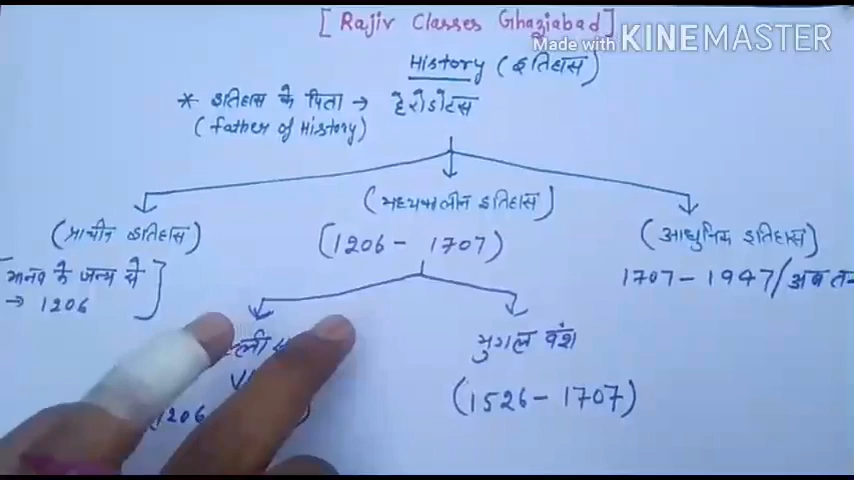 [Rajiv Classes Ghaziabad]
Made with KINEMASTER
History (इतिहास)
* इतिहास के पिता → हेरोडोटस
(father of History)
(प्राचीन इतिहास)
(मध्यकालीन इतिहास)
(आधुनिक इतिहास)
मानव के जन्म से
→ 1206
(1206 - 1707)
1707 - 1947/अब
मुगल वंश
(1206
(1526 - 1707)